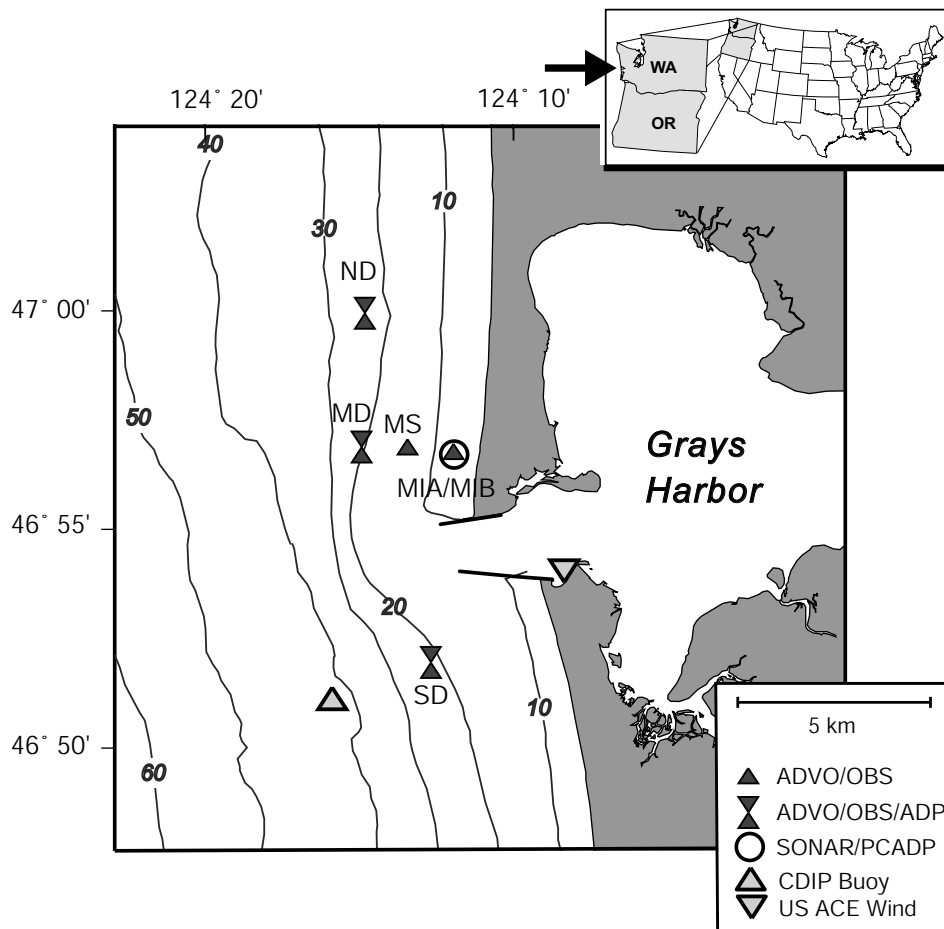 WA
OR
124° 20'
124° 10'
40
30
10
ND
47° 00'
50
MD
MS
MIA/MIB
Grays
Harbor
46° 55'
20
SD
10
46° 50'
60
5 km
ADVO/OBS
ADVO/OBS/ADP
SONAR/PCADP
CDIP Buoy
US ACE Wind